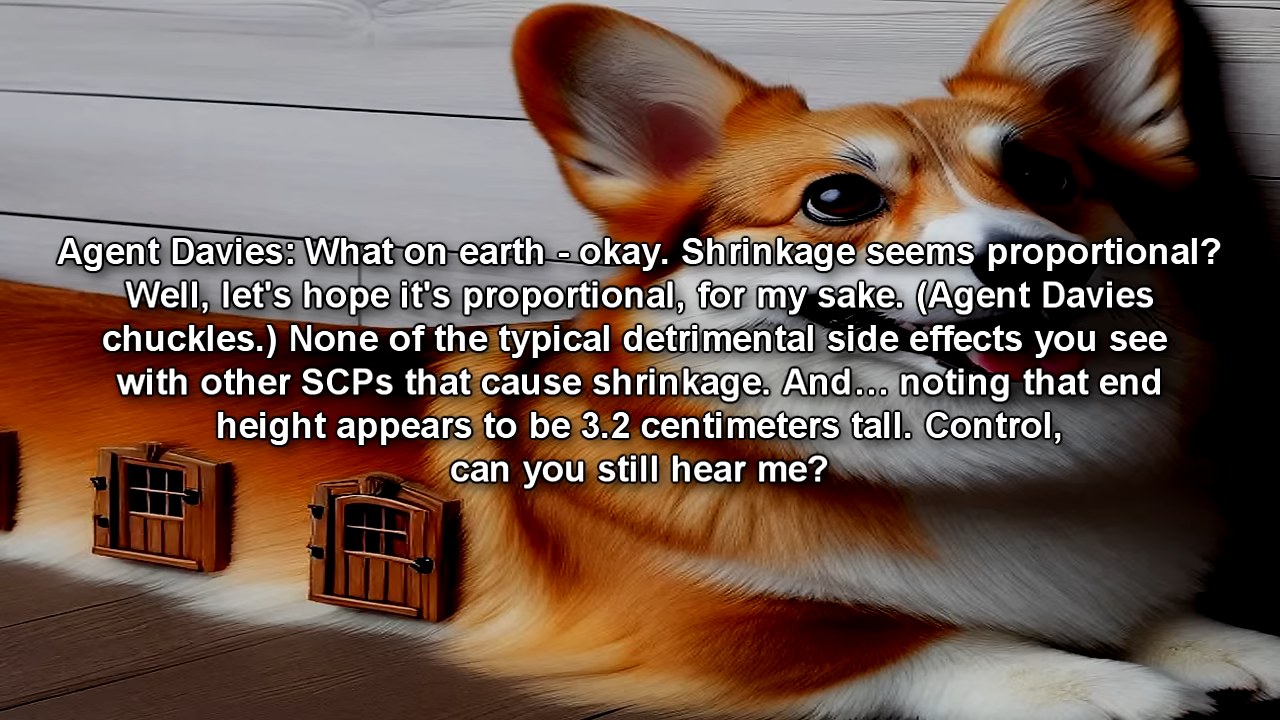 Agent Davies: What on earth - okay. Shrinkage seems proportional?
Well, let's hope it's proportional, for my sake. (Agent Davies
chuckles.) None of the typical detrimental side effects you see
with other SCPs that cause shrinkage. And… noting that end
height appears to be 3.2 centimeters tall. Control,
can you still hear me?